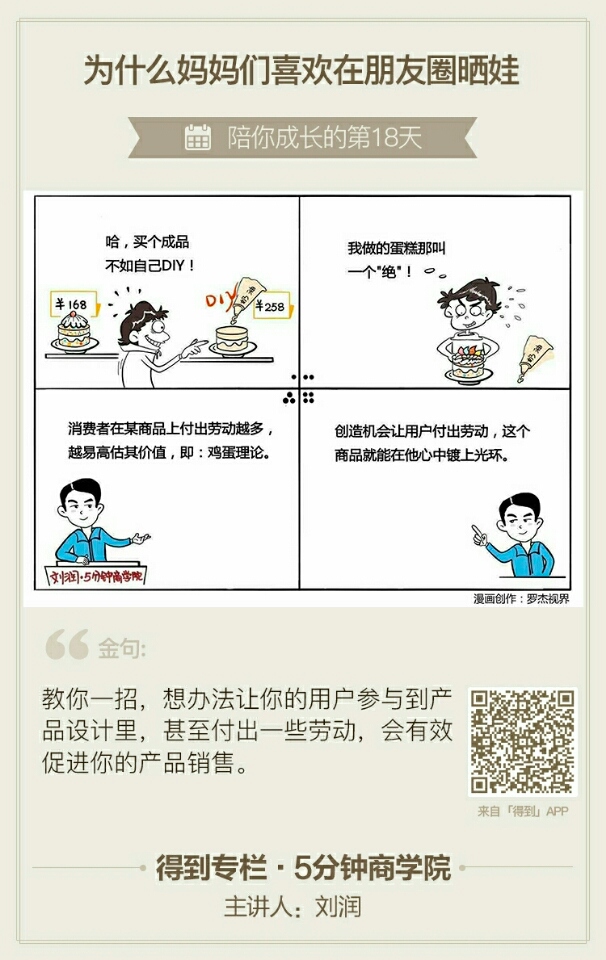 为什么妈妈们喜欢在朋友圈晒娃
陪你成长的第18天
哈，买个成品
不如自己DIY！
¥168
DIY
奶油
¥258
我做的蛋糕那叫
一个"绝"！
奶油
消费者在某商品上付出劳动越多，
越易高估其价值，即：鸡蛋理论。
刘润·5分钟商学院
创造机会让用户付出劳动，这个
商品就能在他心中镀上光环。
漫画创作：罗杰视界
金句:
教你一招，想办法让你的用户参与到产
品设计里，甚至付出一些劳动，会有效
促进你的产品销售。
来自「得到」APP
得到专栏·5分钟商学院
主讲人：刘润